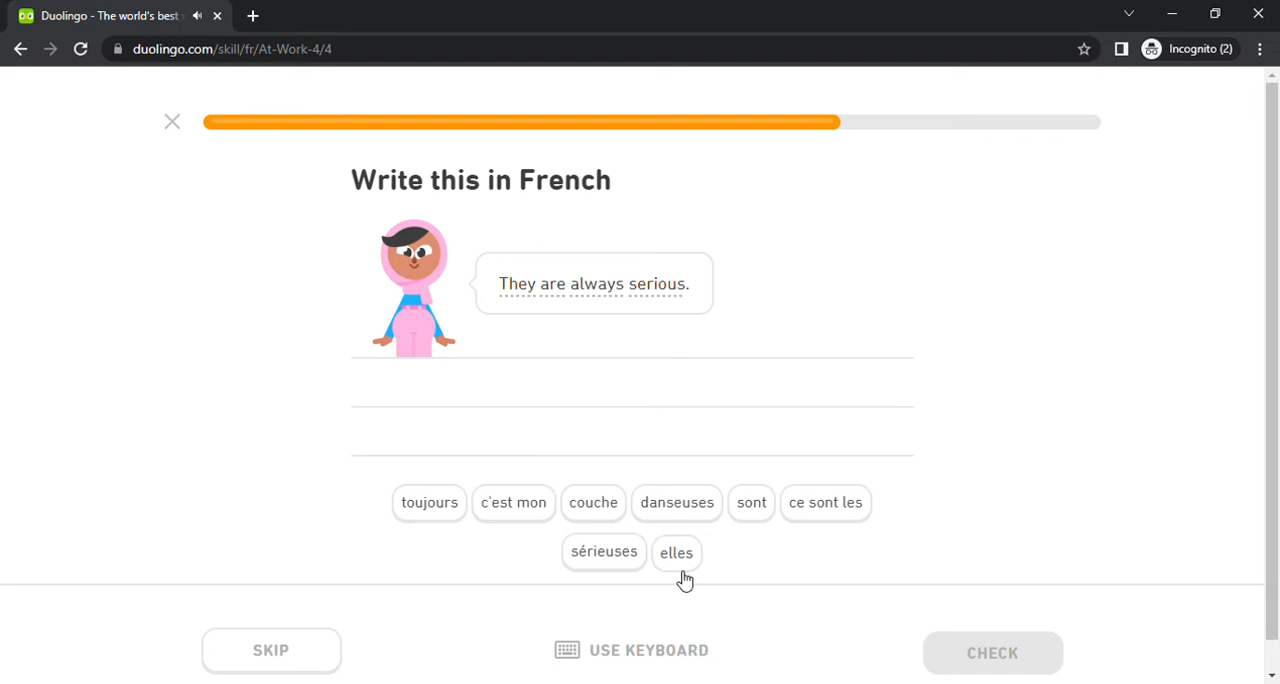 Duolingo - The world's best
duolingo.com/skill/fr/At-Work-4/4
Incognito (2)
Write this in French
They are always serious.
toujours c'est mon couche danseuses sont ce sont les
sérieuses elles
SKIP USE KEYBOARD CHECK